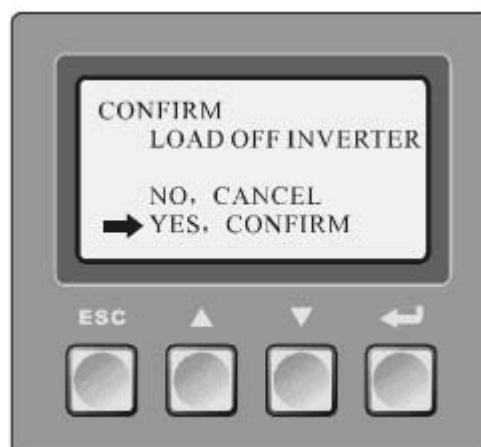 CONFIRM
LOAD OFF INVERTER
NO, CANCEL
YES, CONFIRM
ESC